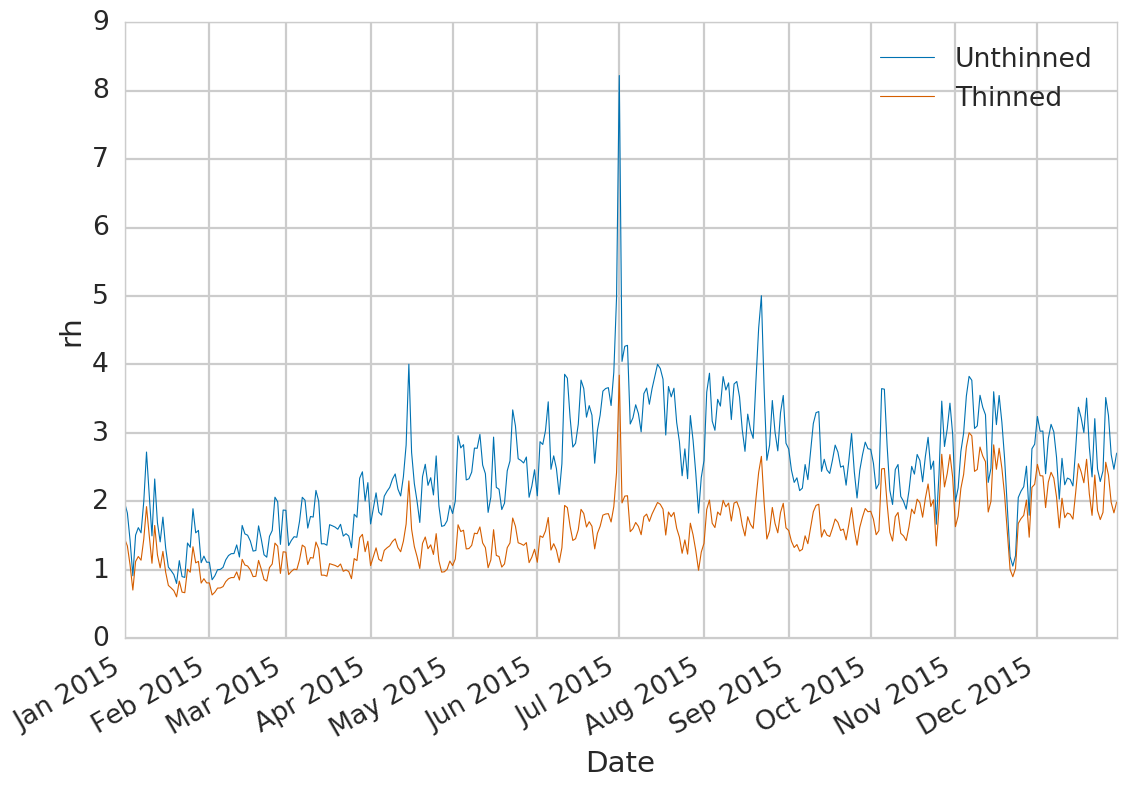 9
8
7
6
5
4
3
2
1
0
rh
Unthinned
Thinned
Jan 2015
Feb 2015
Mar 2015
Apr 2015
May 2015
Jun 2015
Jul 2015
Aug 2015
Sep 2015
Oct 2015
Nov 2015
Dec 2015
Date